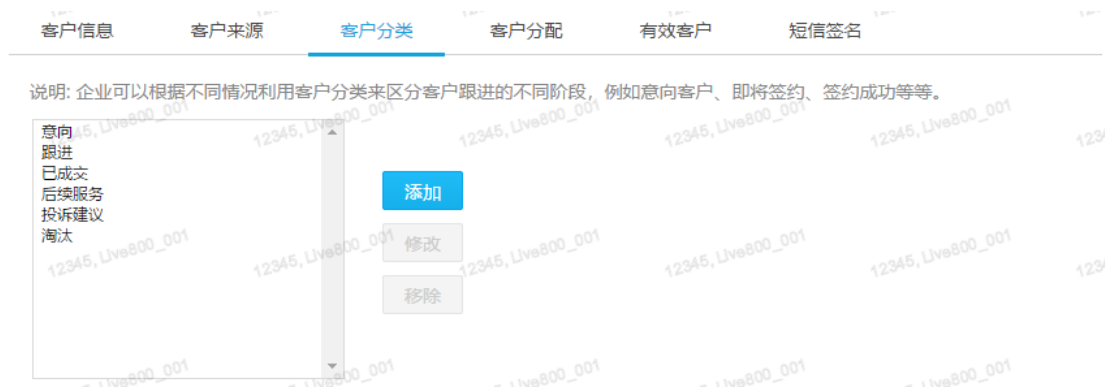 客户信息 客户来源 客户分类 客户分配 有效客户 短信签名
说明: 企业可以根据不同情况利用客户分类来区分客户跟进的不同阶段，例如意向客户、即将签约、签约成功等等。
意向
跟进
已成交
后续服务
投诉建议
淘汰
添加
修改
移除
12345, Live800_001